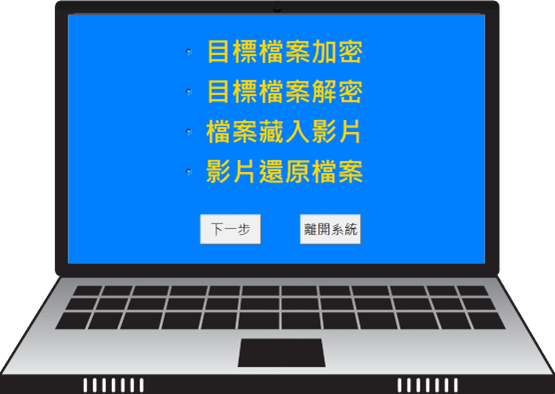 目標檔案加密
目標檔案解密
檔案藏入影片
影片還原檔案
下一步 離開系統